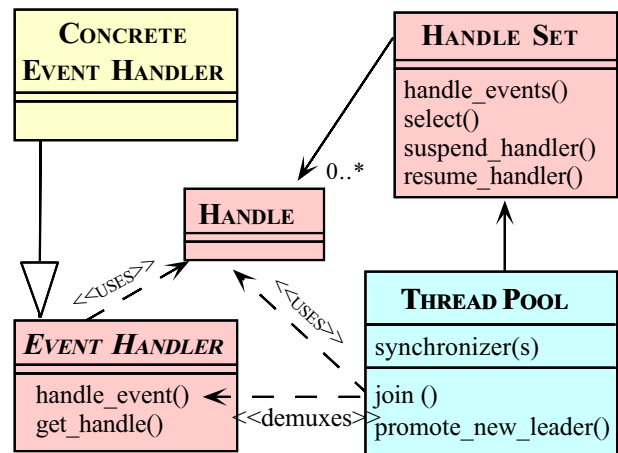 CONCRETE
EVENT HANDLER
HANDLE SET
handle_events()
select()
suspend_handler()
resume_handler()
0..*
HANDLE
<<USES>>
<<USES>>
THREAD POOL
synchronizer(s)
join ()
promote_new_leader()
EVENT HANDLER
handle_event()
get_handle()
<<demuxes>>